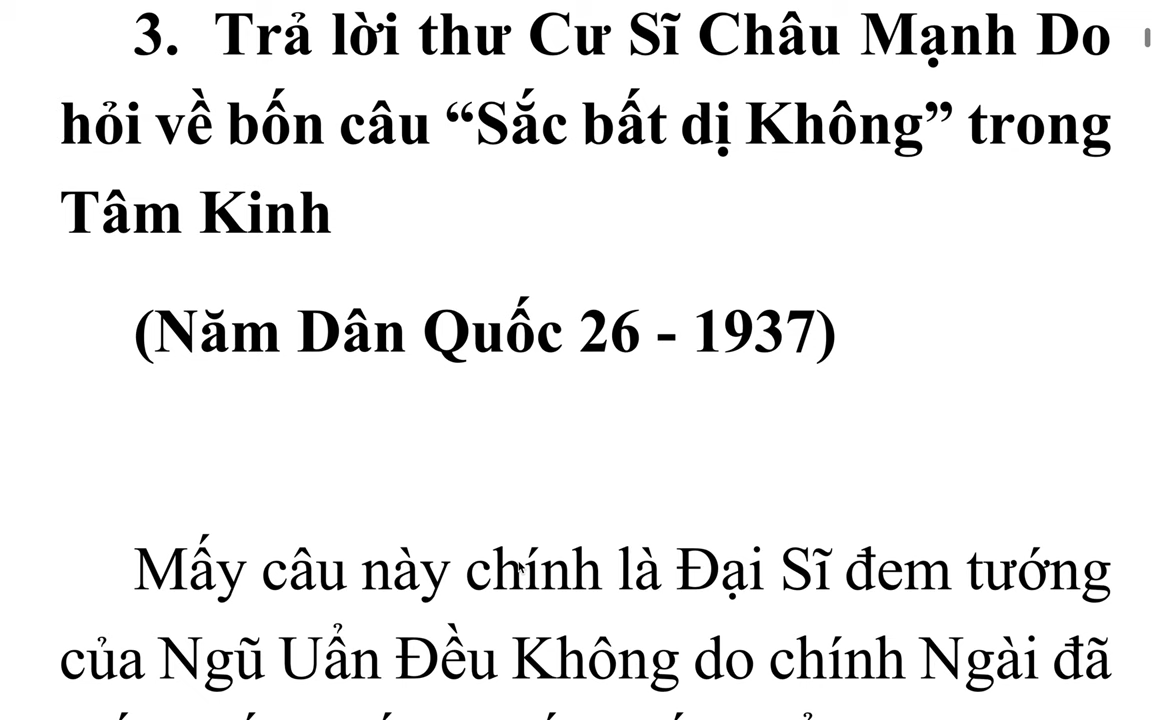 3. Trả lời thư Cư Sĩ Châu Mạnh Do
hỏi về bốn câu “Sắc bất dị Không” trong
Tâm Kinh
(Năm Dân Quốc 26 - 1937)
Mấy câu này chính là Đại Sĩ đem tướng
của Ngũ Uẩn Đều Không do chính Ngài đã